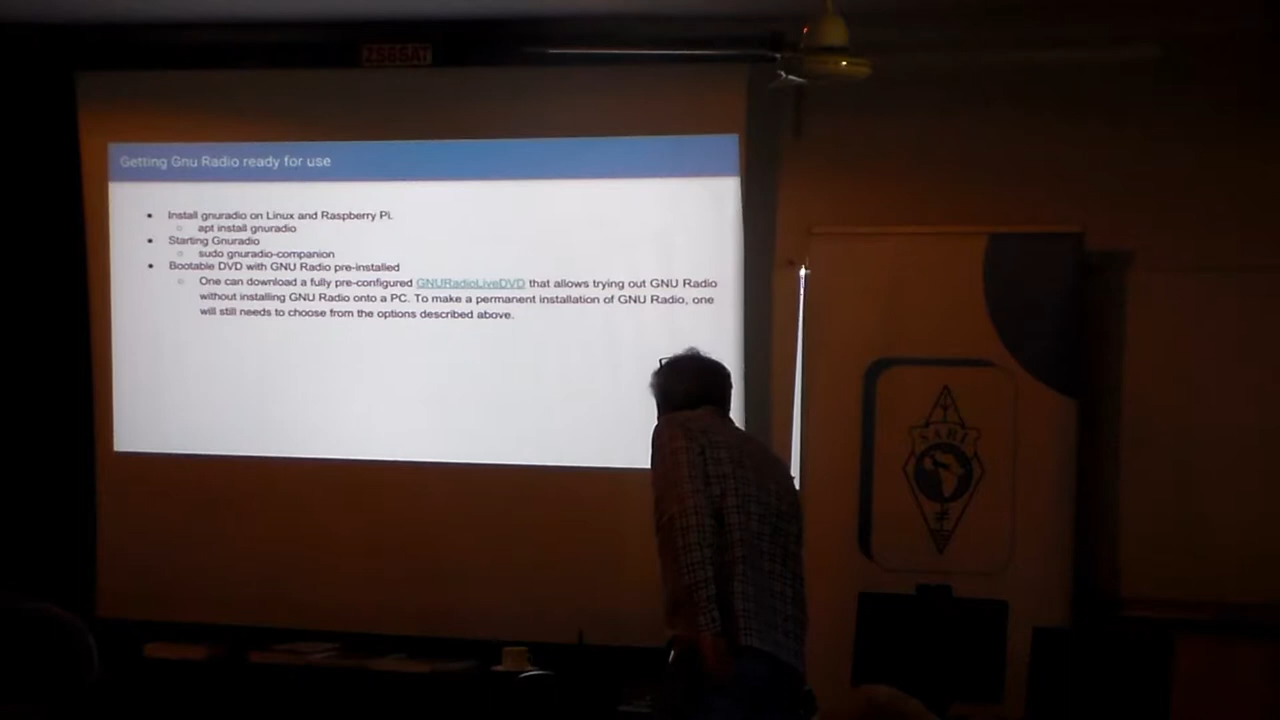 ZS6SAT
Getting Gnu Radio ready for use
• Install gnuradio on Linux and Raspberry Pi.
○ apt install gnuradio
• Starting Gnuradio
○ sudo gnuradio-companion
• Bootable DVD with GNU Radio pre-installed
○ One can download a fully pre-configured GNURadioLiveDVD that allows trying out GNU Radio
without installing GNU Radio onto a PC. To make a permanent installation of GNU Radio, one
will still needs to choose from the options described above.
SARL